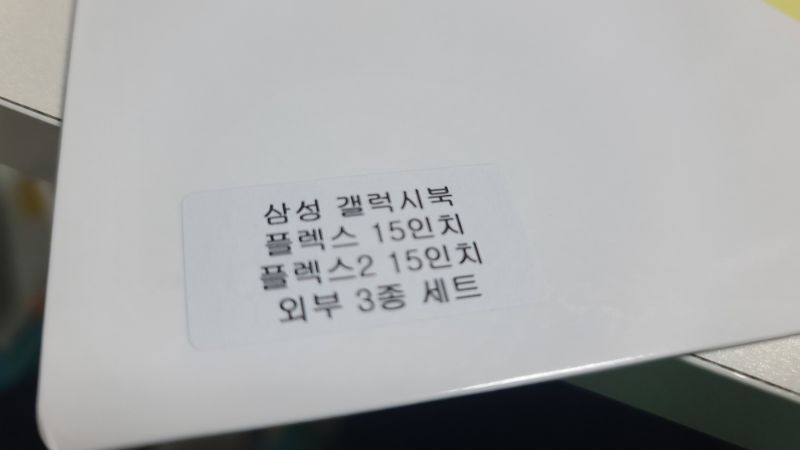 삼성 갤럭시북
플렉스 15인치
플렉스2 15인치
외부 3종 세트